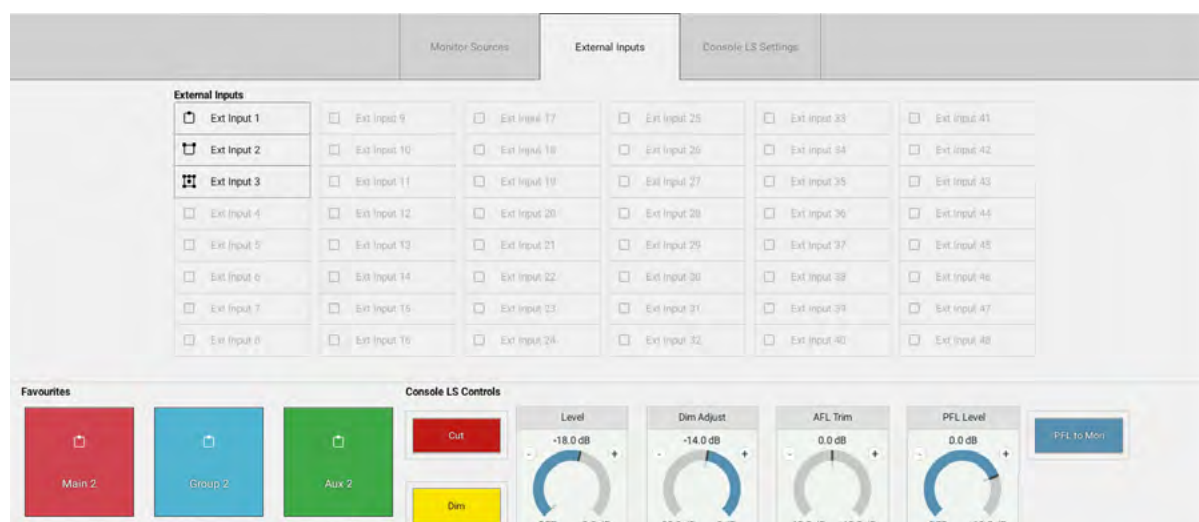 Monitor Sources External Inputs Console LS Settings
External Inputs
Ext Input 1 Ext Input 9 Ext Input 17 Ext Input 25 Ext Input 33 Ext Input 41
Ext Input 2 Ext Input 10 Ext Input 18 Ext Input 26 Ext Input 34 Ext Input 42
Ext Input 3 Ext Input 11 Ext Input 19 Ext Input 27 Ext Input 35 Ext Input 43
Ext Input 4 Ext Input 12 Ext Input 20 Ext Input 28 Ext Input 36 Ext Input 44
Ext Input 5 Ext Input 13 Ext Input 21 Ext Input 29 Ext Input 37 Ext Input 45
Ext Input 6 Ext Input 14 Ext Input 22 Ext Input 30 Ext Input 38 Ext Input 46
Ext Input 7 Ext Input 15 Ext Input 23 Ext Input 31 Ext Input 39 Ext Input 47
Ext Input 8 Ext Input 16 Ext Input 24 Ext Input 32 Ext Input 40 Ext Input 48
Favourites Console LS Controls
Level Dim Adjust AFL Trim PFL Level
Cut -18.0 dB -14.0 dB 0.0 dB 0.0 dB PFL to Mon
- + - + - + - +
Main 2 Group 2 Aux 2
Dim